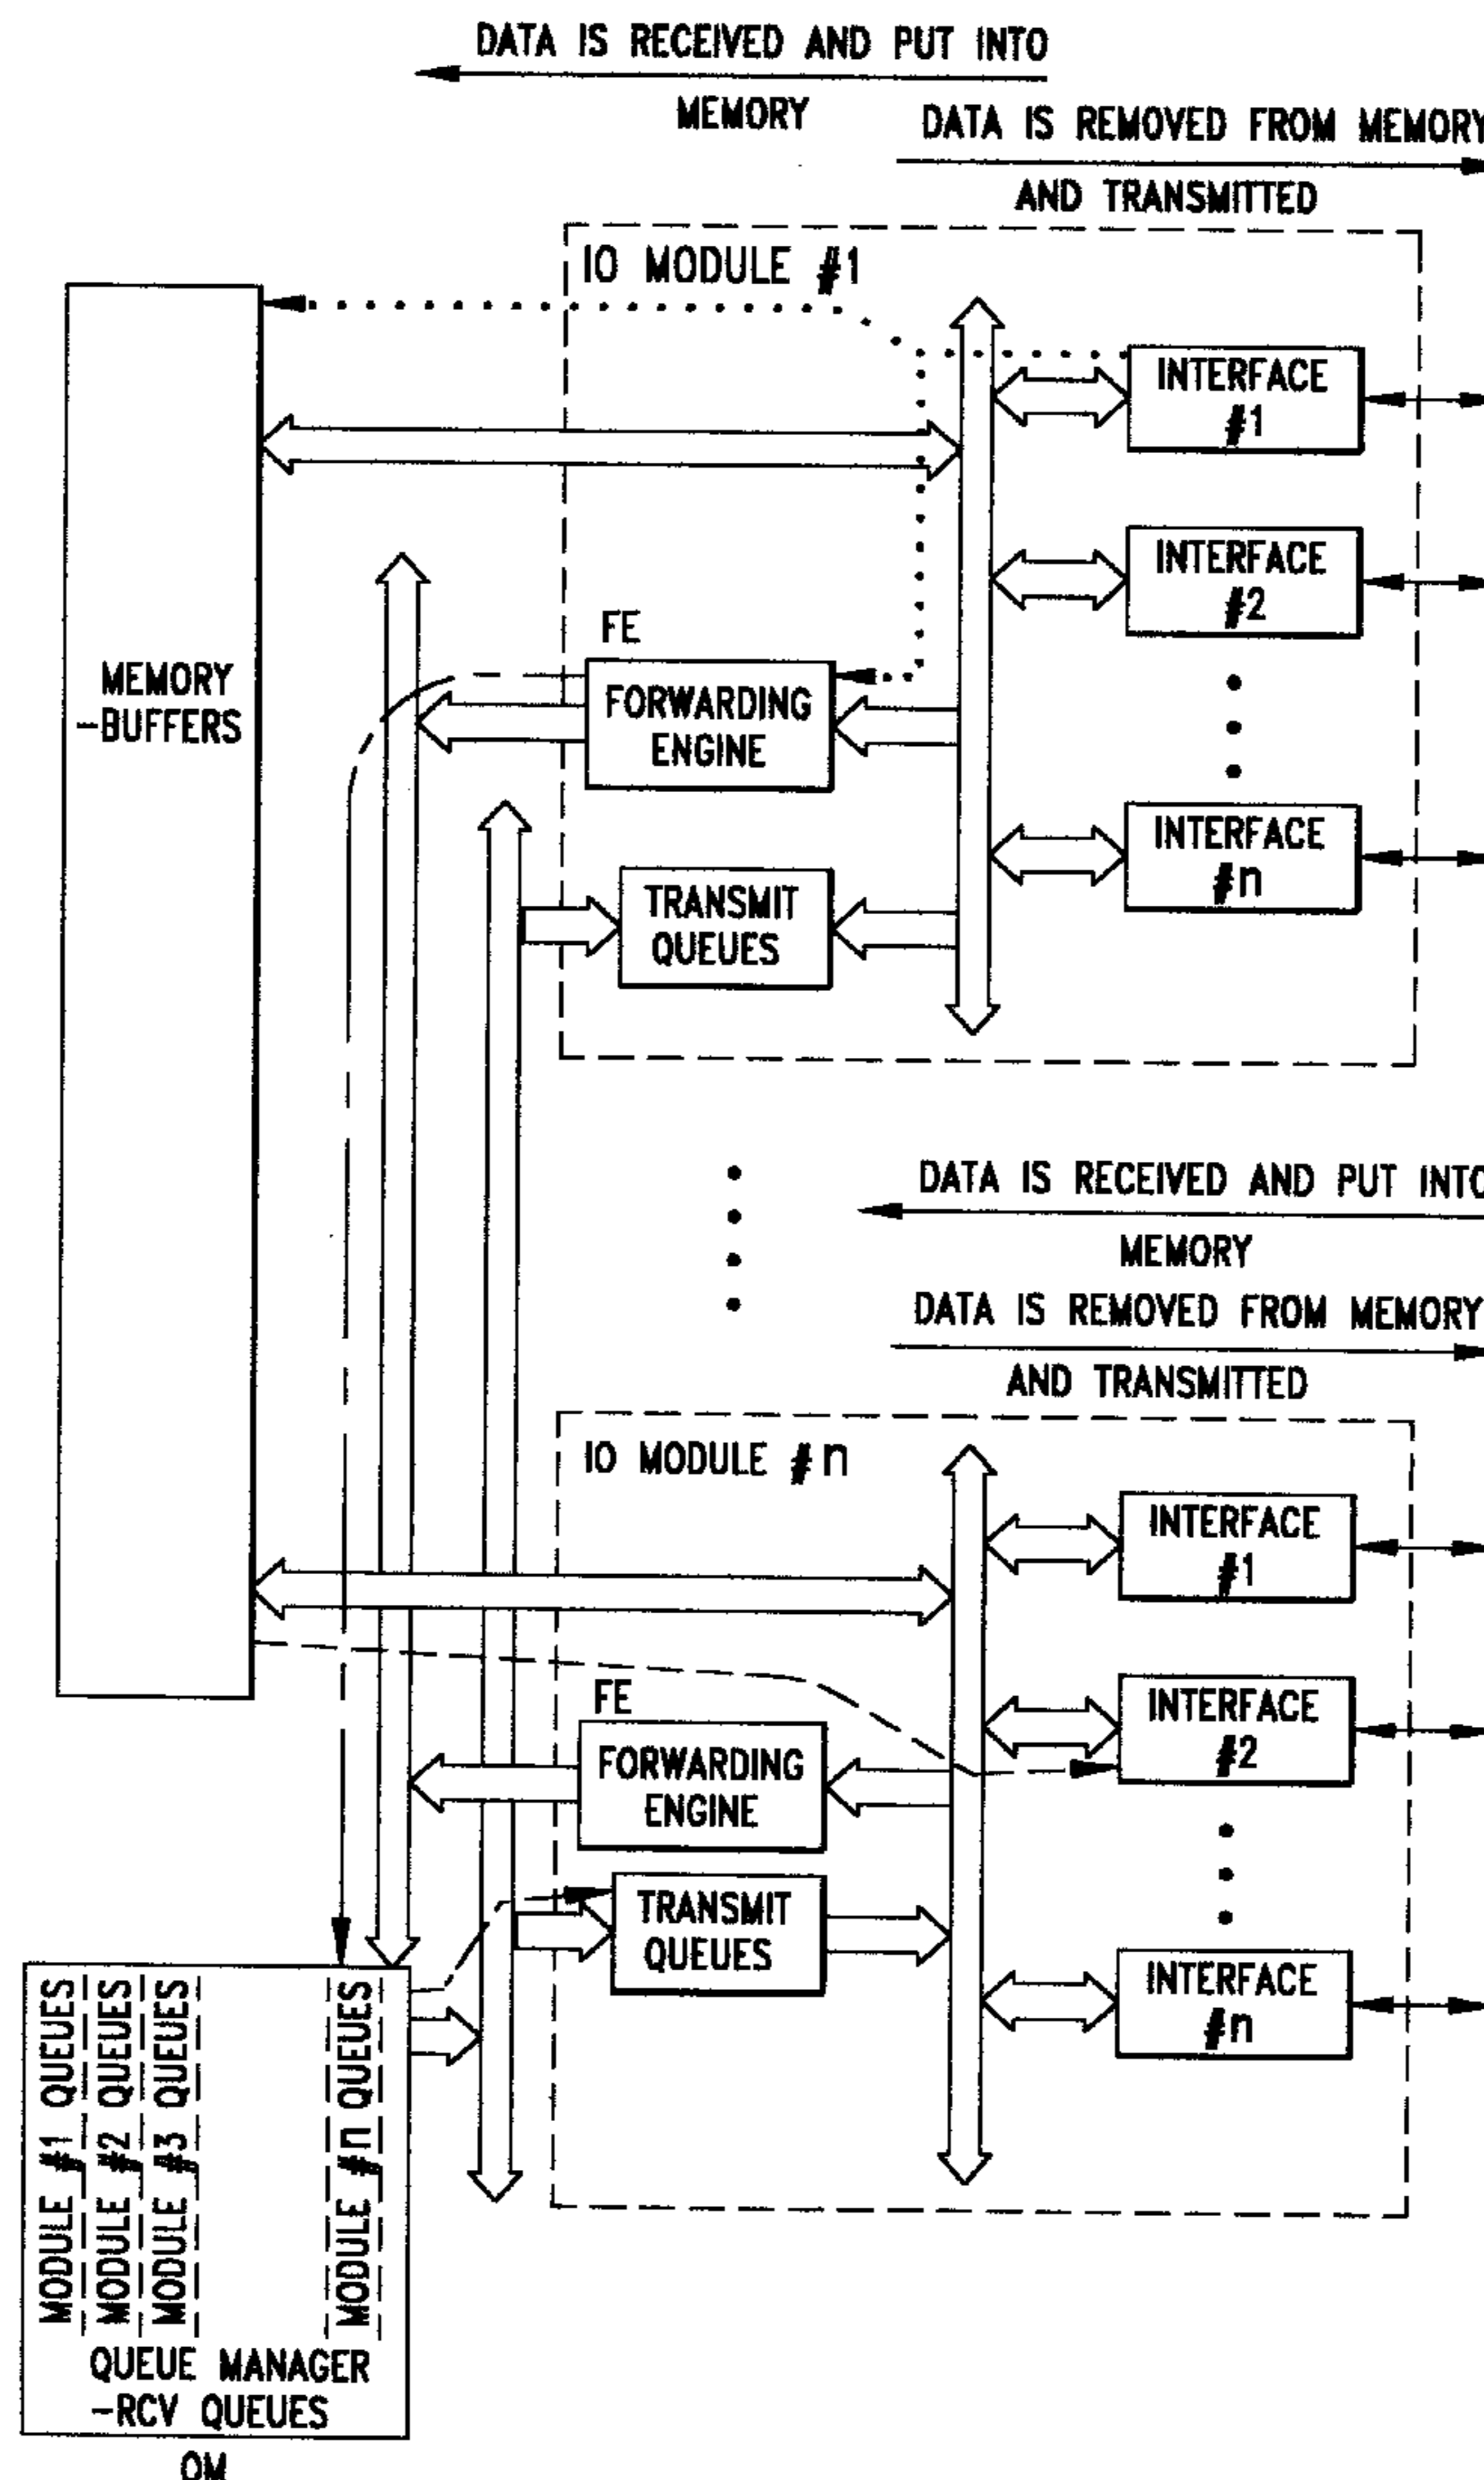 DATA IS RECEIVED AND PUT INTO
MEMORY
DATA IS REMOVED FROM MEMORY
AND TRANSMITTED
IO MODULE #1
INTERFACE
#1
INTERFACE
#2
MEMORY
-BUFFERS
FE
FORWARDING
ENGINE
INTERFACE
#n
TRANSMIT
QUEUES
DATA IS RECEIVED AND PUT INTO
MEMORY
DATA IS REMOVED FROM MEMORY
AND TRANSMITTED
IO MODULE #n
INTERFACE
#1
FE
INTERFACE
#2
FORWARDING
ENGINE
TRANSMIT
QUEUES
INTERFACE
#n
MODULE #1 QUEUES
MODULE #2 QUEUES
MODULE #3 QUEUES
MODULE #n QUEUES
QUEUE MANAGER
-RCV QUEUES
QM